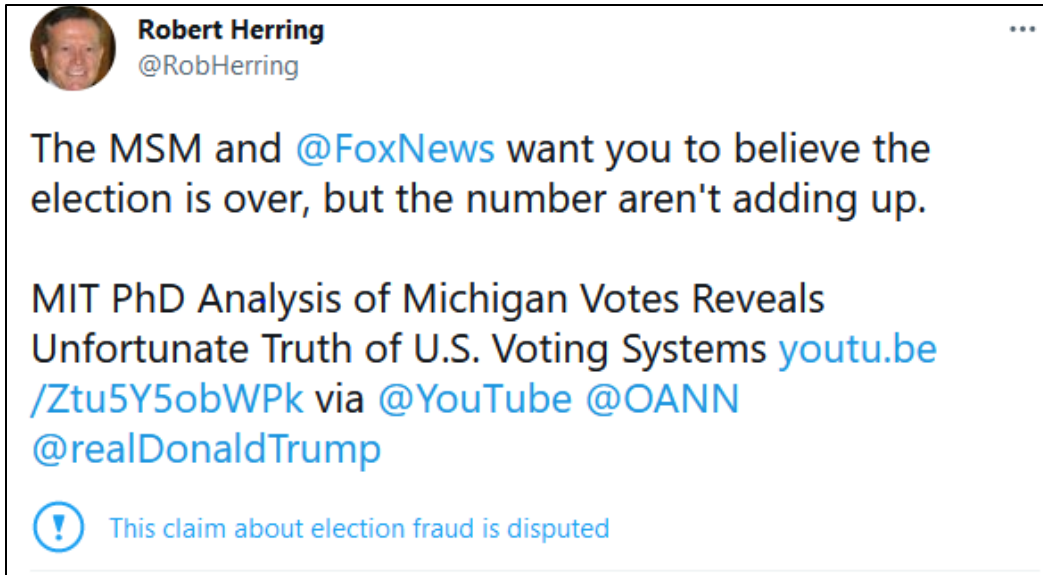 Robert Herring
@RobHerring
The MSM and @FoxNews want you to believe the
election is over, but the number aren't adding up.
MIT PhD Analysis of Michigan Votes Reveals
Unfortunate Truth of U.S. Voting Systems youtu.be
/Ztu5Y5obWPk via @YouTube @OANN
@realDonaldTrump
This claim about election fraud is disputed